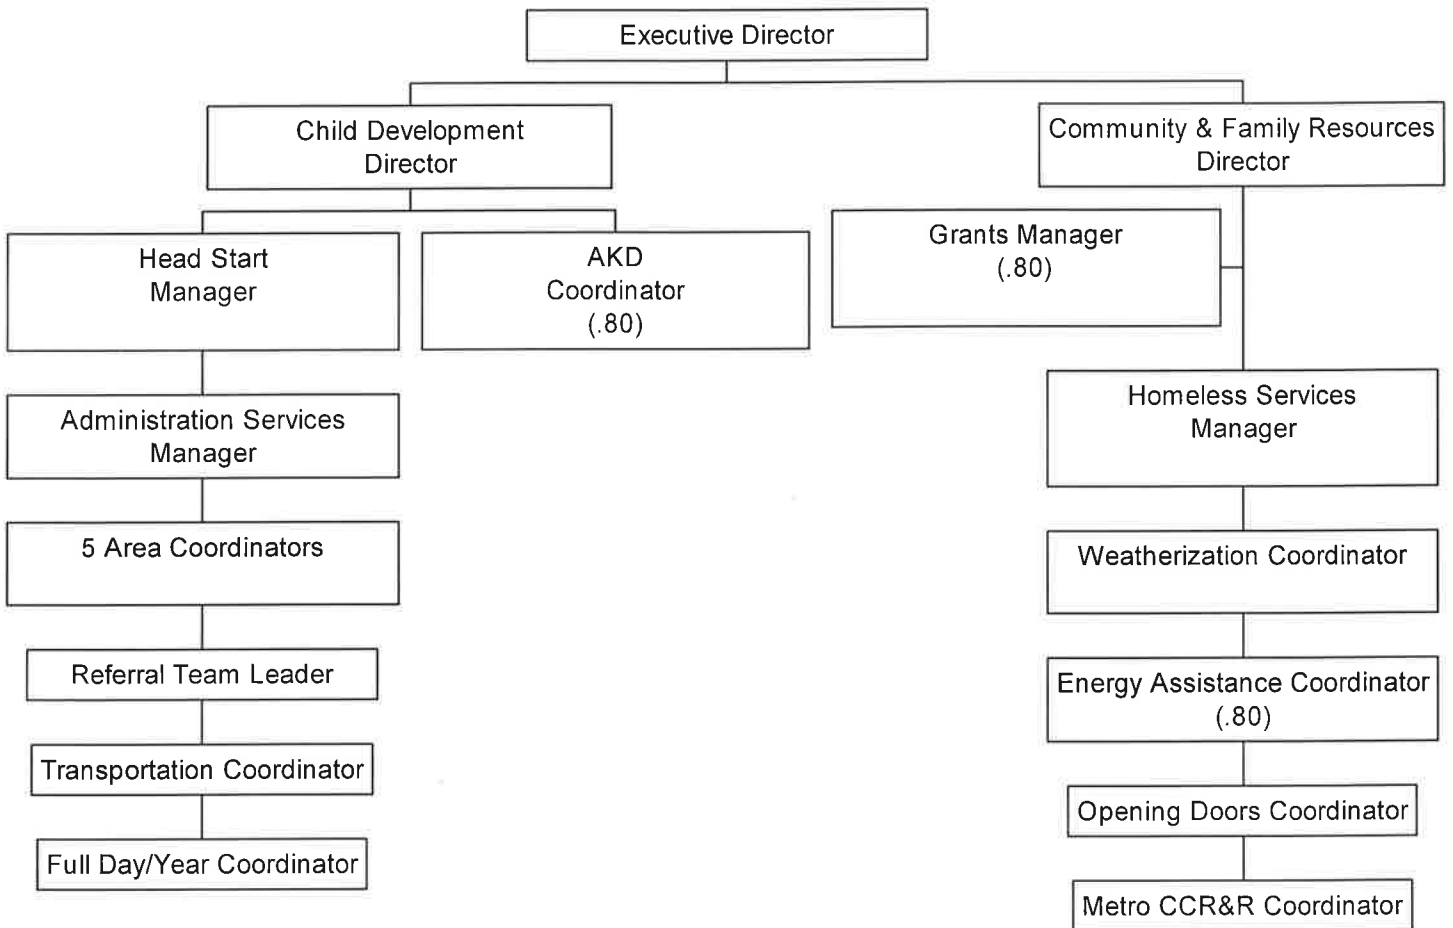 Executive Director
Child Development
Director
Community & Family Resources
Director
Head Start
Manager
AKD
Coordinator
(.80)
Grants Manager
(.80)
Administration Services
Manager
Homeless Services
Manager
5 Area Coordinators
Weatherization Coordinator
Referral Team Leader
Energy Assistance Coordinator
(.80)
Transportation Coordinator
Opening Doors Coordinator
Full Day/Year Coordinator
Metro CCR&R Coordinator